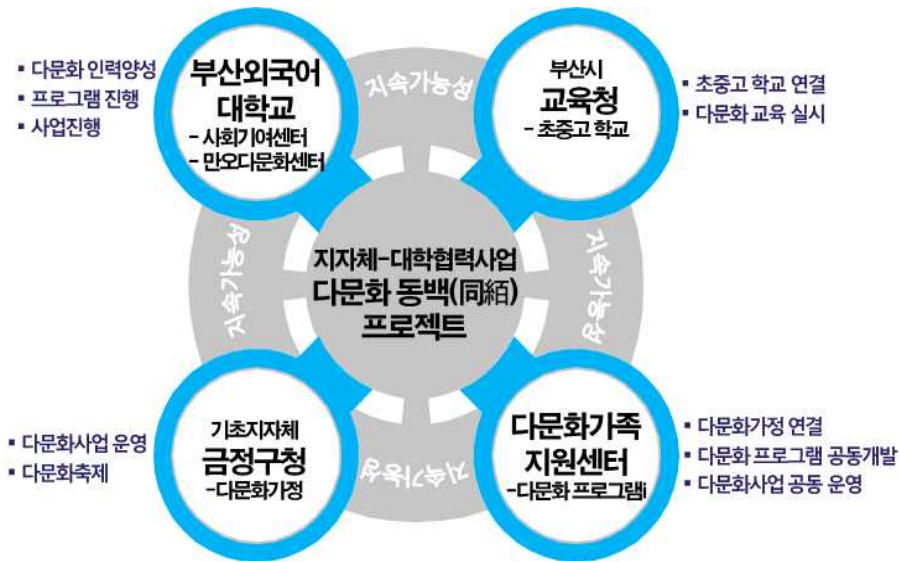 ▪ 다문화 인력양성
▪ 프로그램 진행
▪ 사업진행
부산외국어
대학교
- 사회기여센터
- 만오다문화센터
지속가능성
부산시
교육청
- 초중고 학교
▪ 초중고 학교 연결
▪ 다문화 교육 실시
지속가능성
지자체-대학협력사업
다문화 동백(同絔)
프로젝트
지속가능성
▪ 다문화사업 운영
▪ 다문화축제
기초지자체
금정구청
-다문화가정
지속가능성
다문화가족
지원센터
-다문화 프로그램i
▪ 다문화가정 연결
▪ 다문화 프로그램 공동개발
▪ 다문화사업 공동 운영